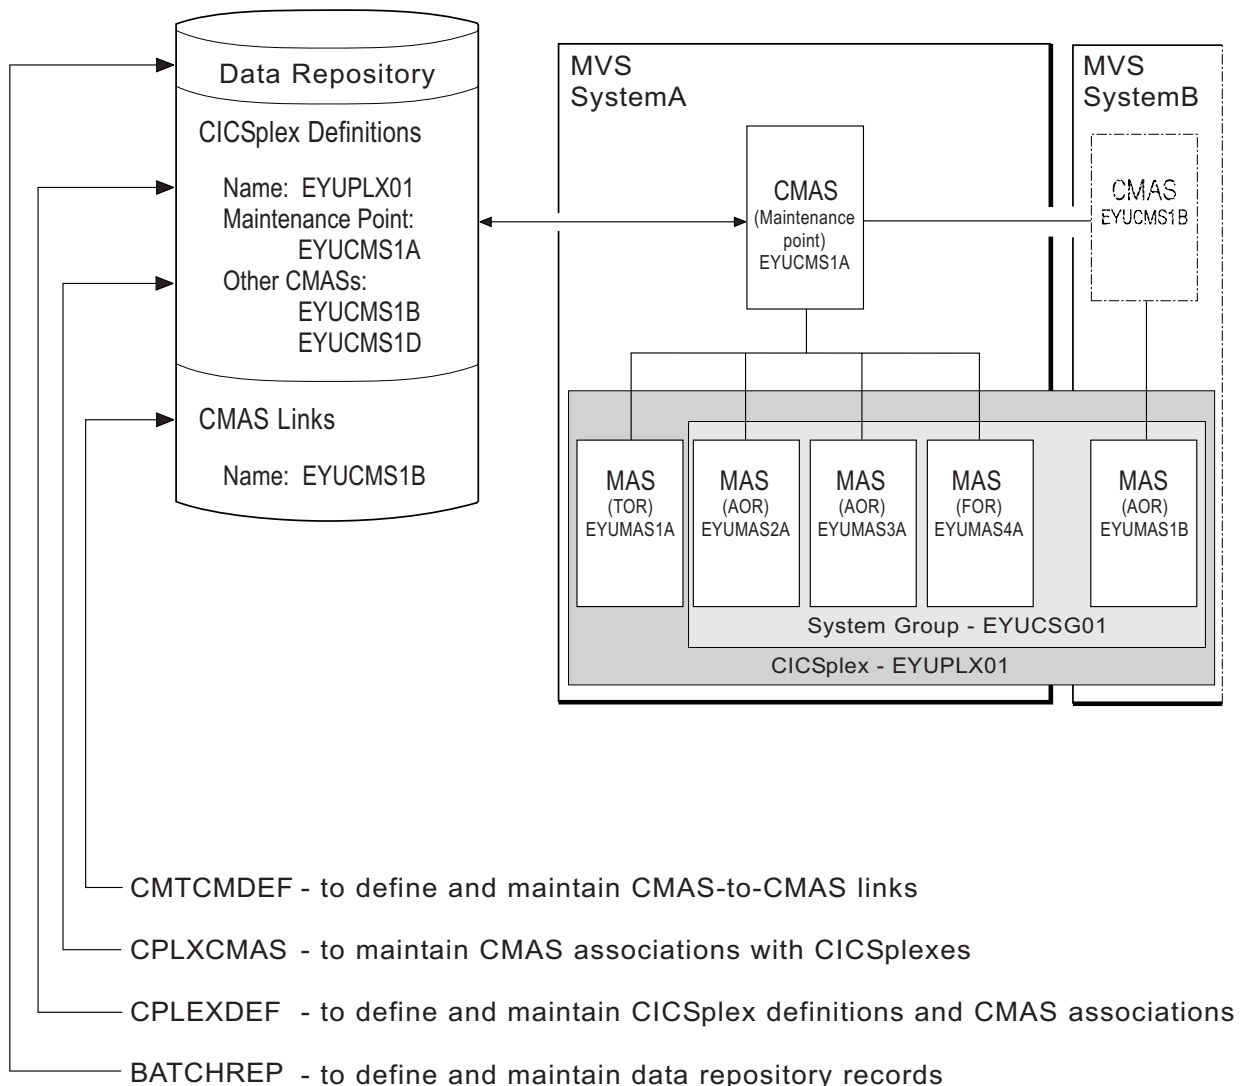 Data Repository
CICSplex Definitions
Name: EYUPLX01
Maintenance Point:
EYUCMS1A
Other CMASs:
EYUCMS1B
EYUCMS1D
CMAS Links
Name: EYUCMS1B
MVS
SystemA
CMAS
(Maintenance
point)
EYUCMS1A
MVS
SystemB
CMAS
EYUCMS1B
MAS
(TOR)
EYUMAS1A
MAS
(AOR)
EYUMAS2A
MAS
(AOR)
EYUMAS3A
MAS
(FOR)
EYUMAS4A
MAS
(AOR)
EYUMAS1B
System Group - EYUCSG01
CICSplex - EYUPLX01
CMTCMDEF - to define and maintain CMAS-to-CMAS links
CPLXCMAS - to maintain CMAS associations with CICSplexes
CPLEXDEF - to define and maintain CICSplex definitions and CMAS associations
BATCHREP - to define and maintain data repository records